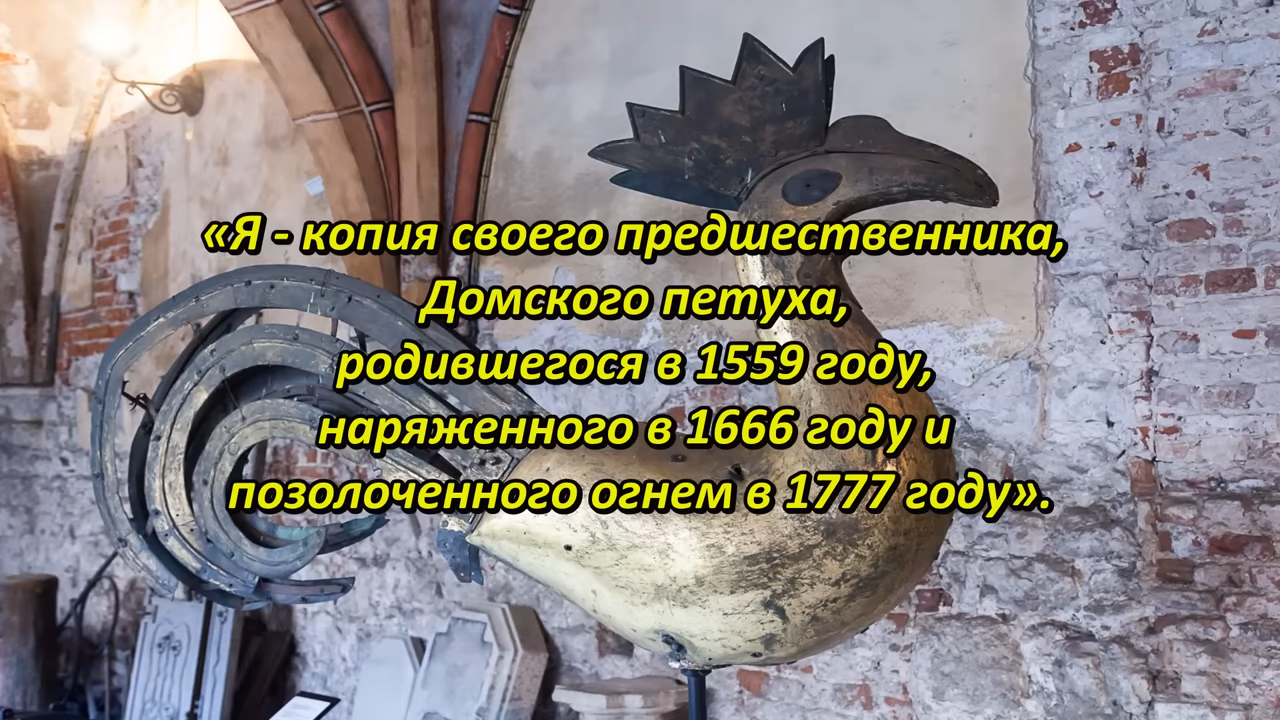 «Я - копия своего предшественника,
Домского петуха,
родившегося в 1559 году,
наряженного в 1666 году и
позолоченного огнем в 1777 году».